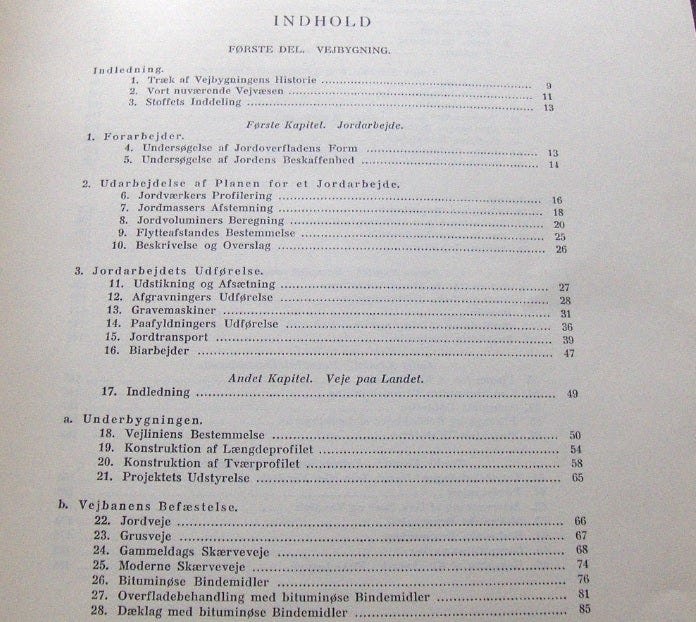 INDHOLD
FØRSTE DEL. VEJBYGNING.
Indledning.
1. Træk af Vejbygningens Historie 9
2. Vort nuværende Vejvæsen 11
3. Stoffets Inddeling 13
Første Kapitel. Jordarbejde.
1. Forarbejder.
4. Undersøgelse af Jordoverfladens Form 13
5. Undersøgelse af Jordens Beskaffenhed 14
2. Udarbejdelse af Planen for et Jordarbejde.
6. Jordværkers Profilering 16
7. Jordmassers Afstemning 18
8. Jordvoluminers Beregning 20
9. Flytteafstandes Bestemmelse 25
10. Beskrivelse og Overslag 26
3. Jordarbejdets Udførelse.
11. Udstikning og Afsætning 27
12. Afgravningers Udførelse 28
13. Gravemaskiner 31
14. Paafyldningers Udførelse 36
15. Jordtransport 39
16. Biarbejder 47
Andet Kapitel. Veje paa Landet.
17. Indledning 49
a. Underbygningen.
18. Vejliniens Bestemmelse 50
19. Konstruktion af Længdeprofilet 54
20. Konstruktion af Tværprofilet 58
21. Projektets Udstyrelse 65
b. Vejbanens Befæstelse.
22. Jordveje 66
23. Grusveje 67
24. Gammeldags Skærveveje 68
25. Moderne Skærveveje 74
26. Bituminøse Bindemidler 76
27. Overfladebehandling med bituminøse Bindemidler 81
28. Dæklag med bituminøse Bindemidler 85